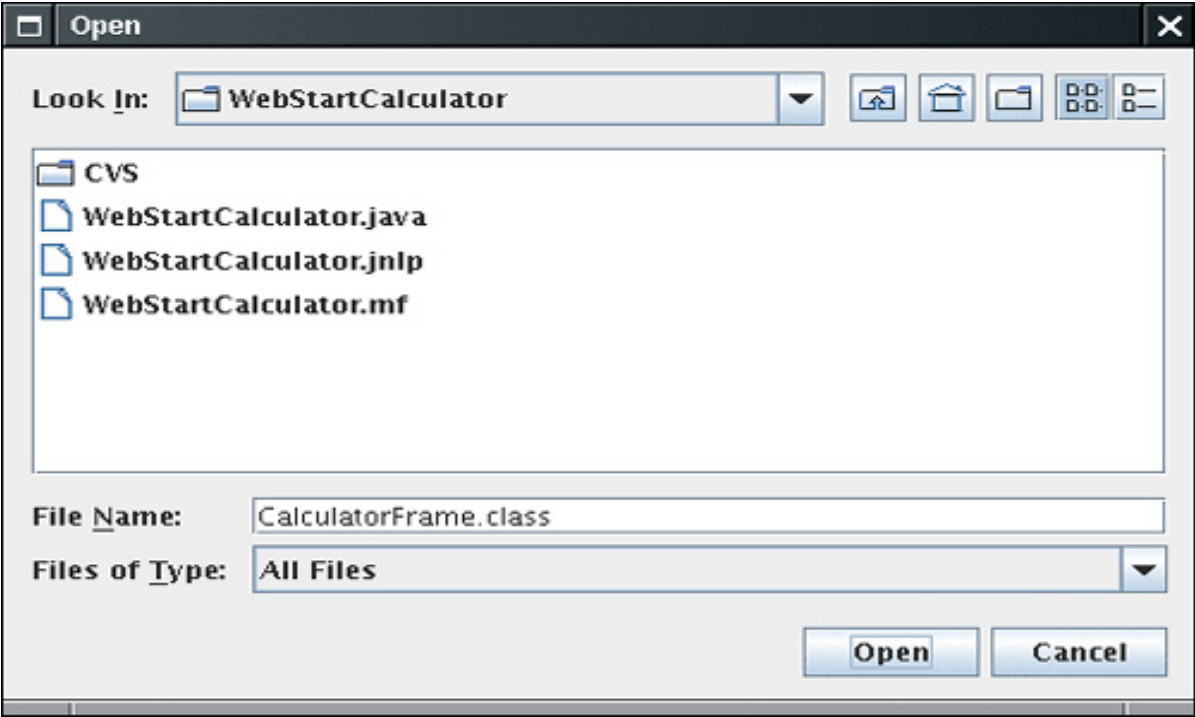 Open
Look In: WebStartCalculator
CVS
WebStartCalculator.java
WebStartCalculator.jnlp
WebStartCalculator.mf
File Name: CalculatorFrame.class
Files of Type: All Files
Open Cancel